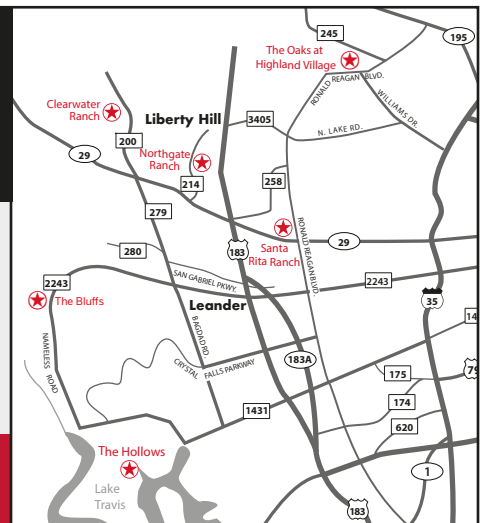 245
195
The Oaks at
Highland Village
RONALD REAGAN BLVD.
WILLIAMS DR.
Clearwater
Ranch
Liberty Hill
3405
N. LAKE RD.
200
29
Northgate
Ranch
214
258
279
Santa
Rita Ranch
RONALD REAGAN BLVD.
29
280
183
2243
SAN GABRIEL PKWY.
2243
The Bluffs
Leander
35
14
BAGDAD RD.
NAMELESS ROAD
CRYSTAL FALLS PARKWAY
183A
175
79
174
1431
620
The Hollows
1
Lake
Travis
183